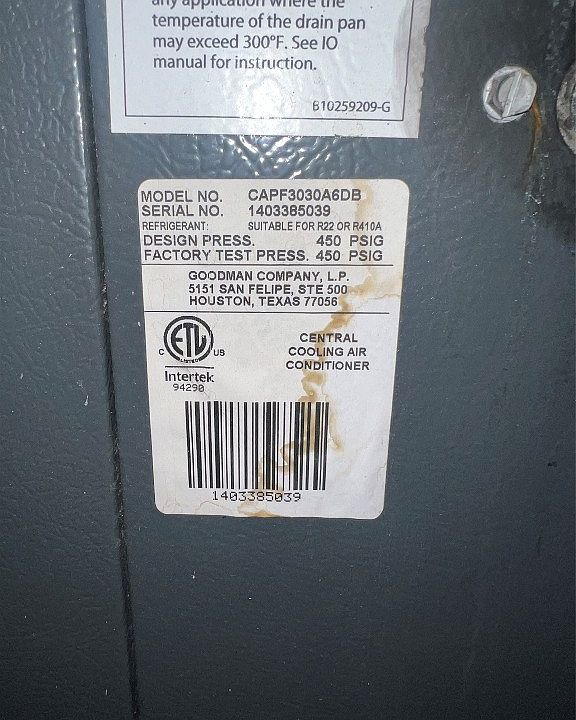 any application where the
temperature of the drain pan
may exceed 300°F. See IO
manual for instruction.
B10259209-G
MODEL NO. CAPF3030A6DB
SERIAL NO. 1403385039
REFRIGERANT: SUITABLE FOR R22 OR R410A
DESIGN PRESS. 450 PSIG
FACTORY TEST PRESS. 450 PSIG
GOODMAN COMPANY, L.P.
5151 SAN FELIPE, STE 500
HOUSTON, TEXAS 77056
C ETL US
LISTED
Intertek
94290
CENTRAL
COOLING AIR
CONDITIONER
1403385039